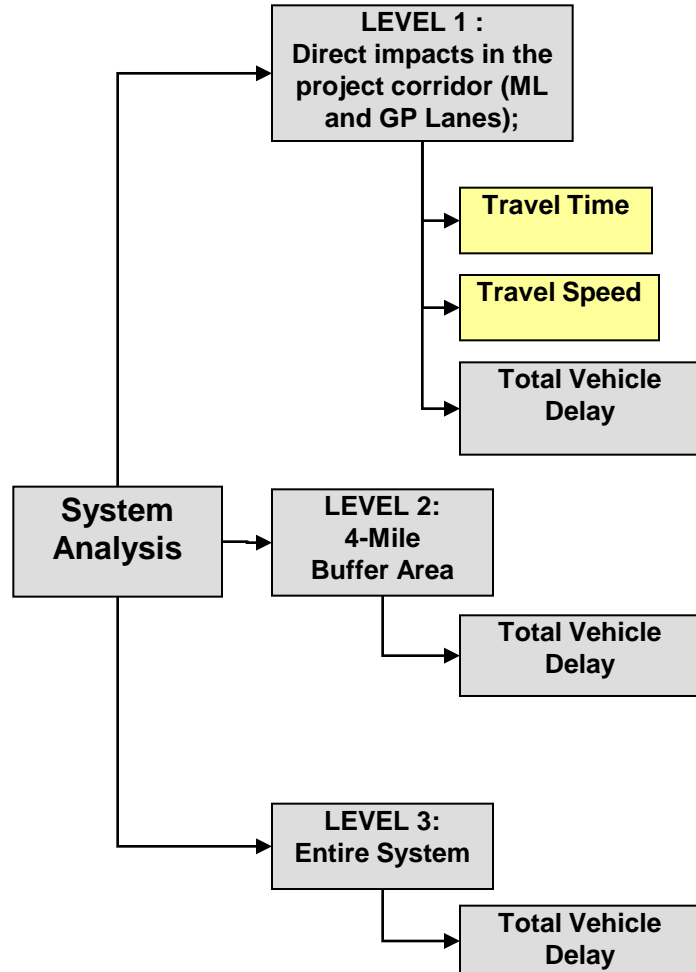 LEVEL 1 :
Direct impacts in the
project corridor (ML
and GP Lanes);
Travel Time
Travel Speed
Total Vehicle
Delay
System
Analysis
LEVEL 2:
4-Mile
Buffer Area
Total Vehicle
Delay
LEVEL 3:
Entire System
Total Vehicle
Delay